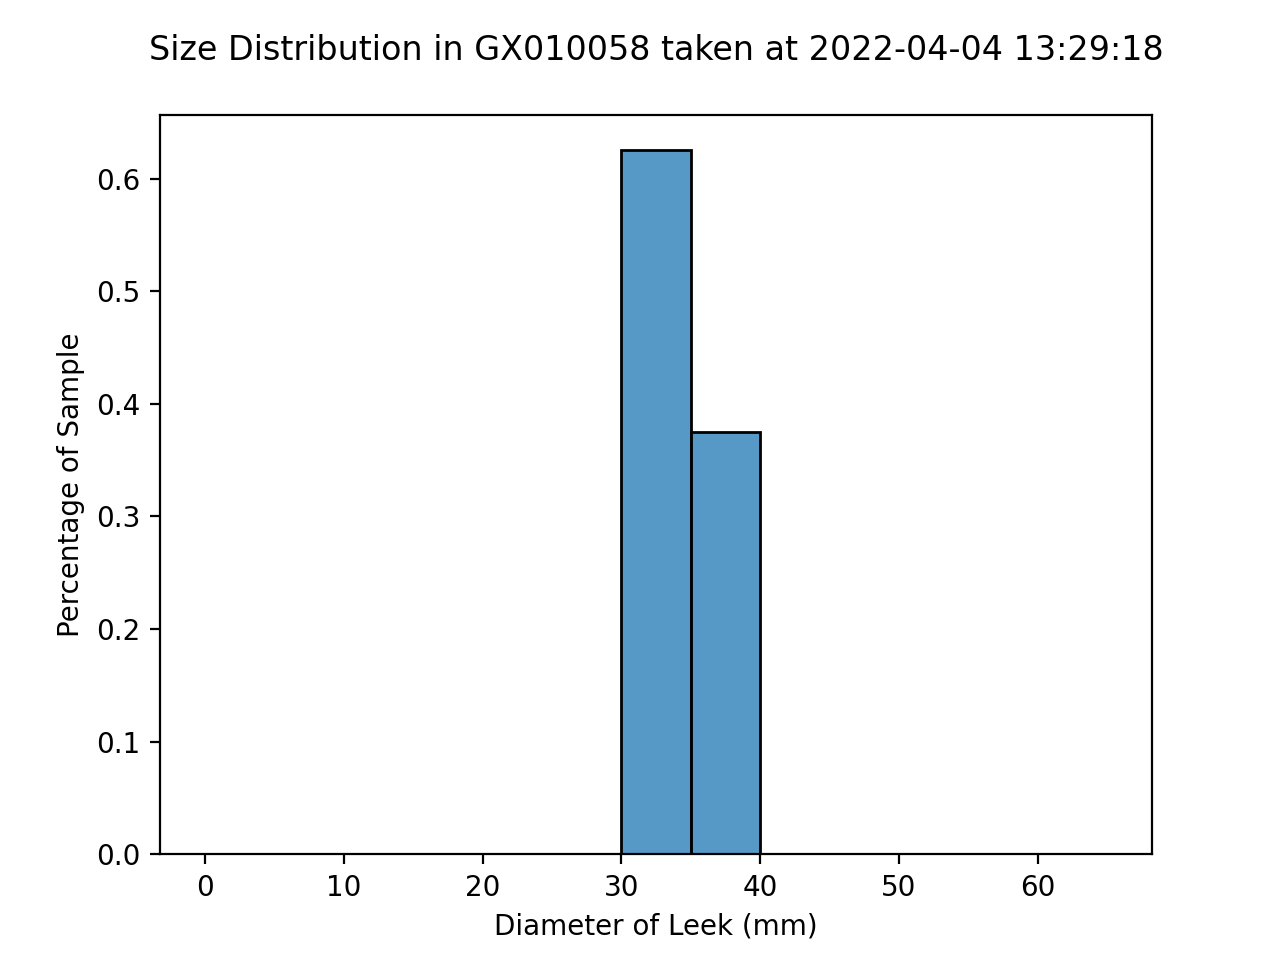 Size Distribution in GX010058 taken at 2022-04-04 13:29:18
0.6
0.5
0.4
0.3
0.2
0.1
0.0
Percentage of Sample
0 10 20 30 40 50 60
Diameter of Leek (mm)